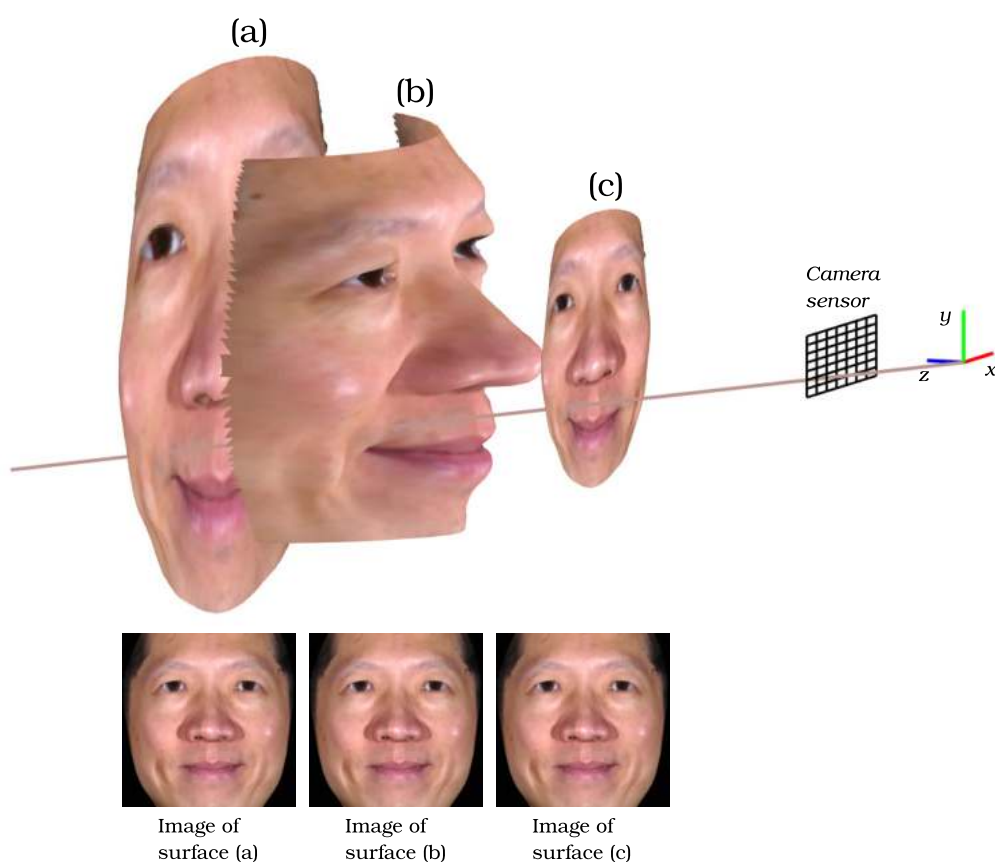 (a)
(b)
(c)
Camera
sensor
y
z
x
Image of
surface (a)
Image of
surface (b)
Image of
surface (c)